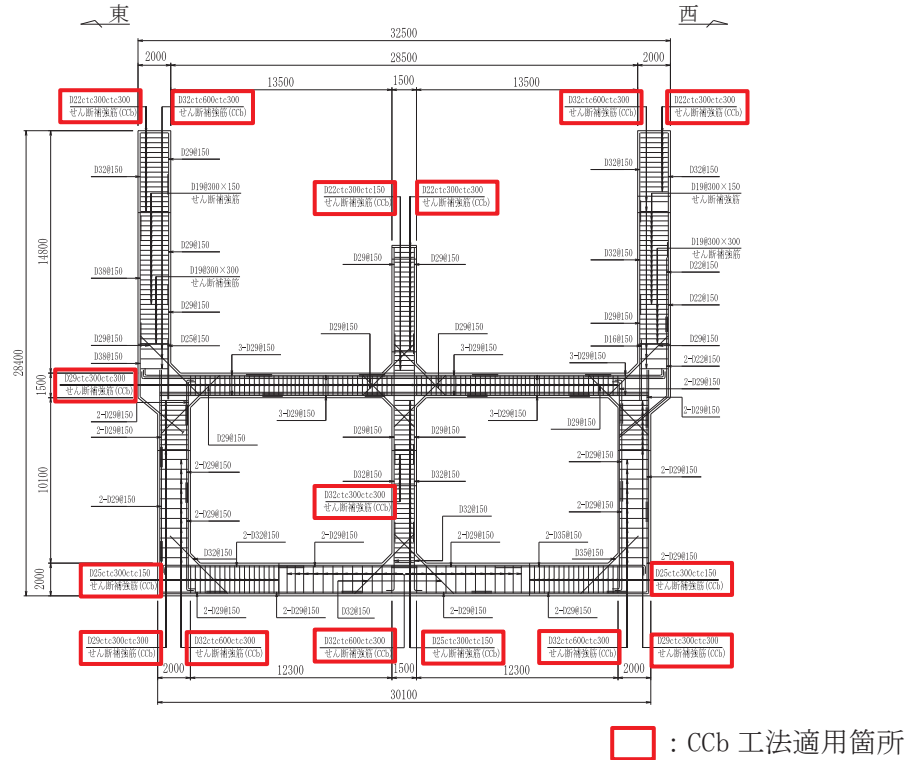 東
西
32500
2000
28500
2000
13500
1500
13500
D22ctc300ctc300
せん断補強筋(CCb)
D32ctc600ctc300
せん断補強筋(CCb)
D32ctc600ctc300
せん断補強筋(CCb)
D22ctc300ctc300
せん断補強筋(CCb)
D29@150
D32@150
D32@150
D32@150
D19@300×150
せん断補強筋
D22ctc300ctc150
せん断補強筋(CCb)
D22ctc300ctc300
せん断補強筋(CCb)
D19@300×150
せん断補強筋
14800
D29@150
D29@150
D29@150
D32@150
D19@300×300
せん断補強筋
D38@150
D19@300×300
せん断補強筋
D22@150
D29@150
D22@150
D29@150
D29@150
D25@150
D29@150
D29@150
D29@150
D16@150
D29@150
D38@150
3-D29@150
3-D29@150
3-D29@150
2-D22@150
28400
1500
D29ctc300ctc300
せん断補強筋(CCb)
2-D29@150
2-D29@150
2-D29@150
3-D29@150
3-D29@150
3-D29@150
2-D29@150
D29@150
D29@150
D29@150
D29@150
10100
2-D29@150
2-D29@150
D32@150
D32@150
2-D29@150
2-D29@150
D32ctc300ctc300
せん断補強筋(CCb)
2-D29@150
2-D29@150
D32@150
2-D29@150
2-D32@150
2-D29@150
2-D29@150
2-D35@150
D32@150
D35@150
2-D29@150
2000
D25ctc300ctc150
せん断補強筋(CCb)
D25ctc300ctc150
せん断補強筋(CCb)
2-D29@150
2-D29@150
D32@150
2-D29@150
2-D29@150
D29ctc300ctc300
せん断補強筋(CCb)
D32ctc600ctc300
せん断補強筋(CCb)
D32ctc600ctc300
せん断補強筋(CCb)
D25ctc300ctc150
せん断補強筋(CCb)
D32ctc600ctc300
せん断補強筋(CCb)
D29ctc300ctc300
せん断補強筋(CCb)
2000
12300
1500
12300
2000
30100
：CCb 工法適用箇所